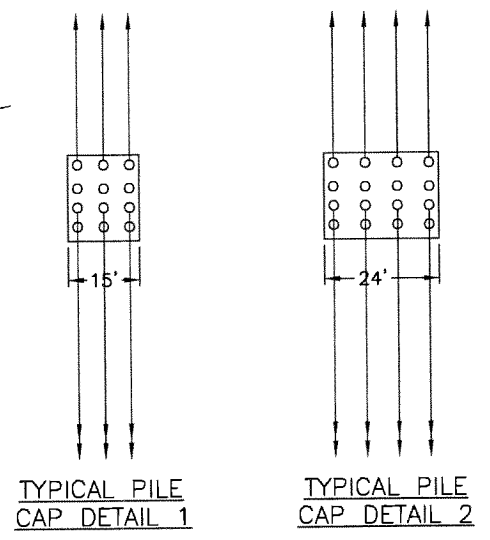 15'
24'
TYPICAL PILE
CAP DETAIL 1
TYPICAL PILE
CAP DETAIL 2